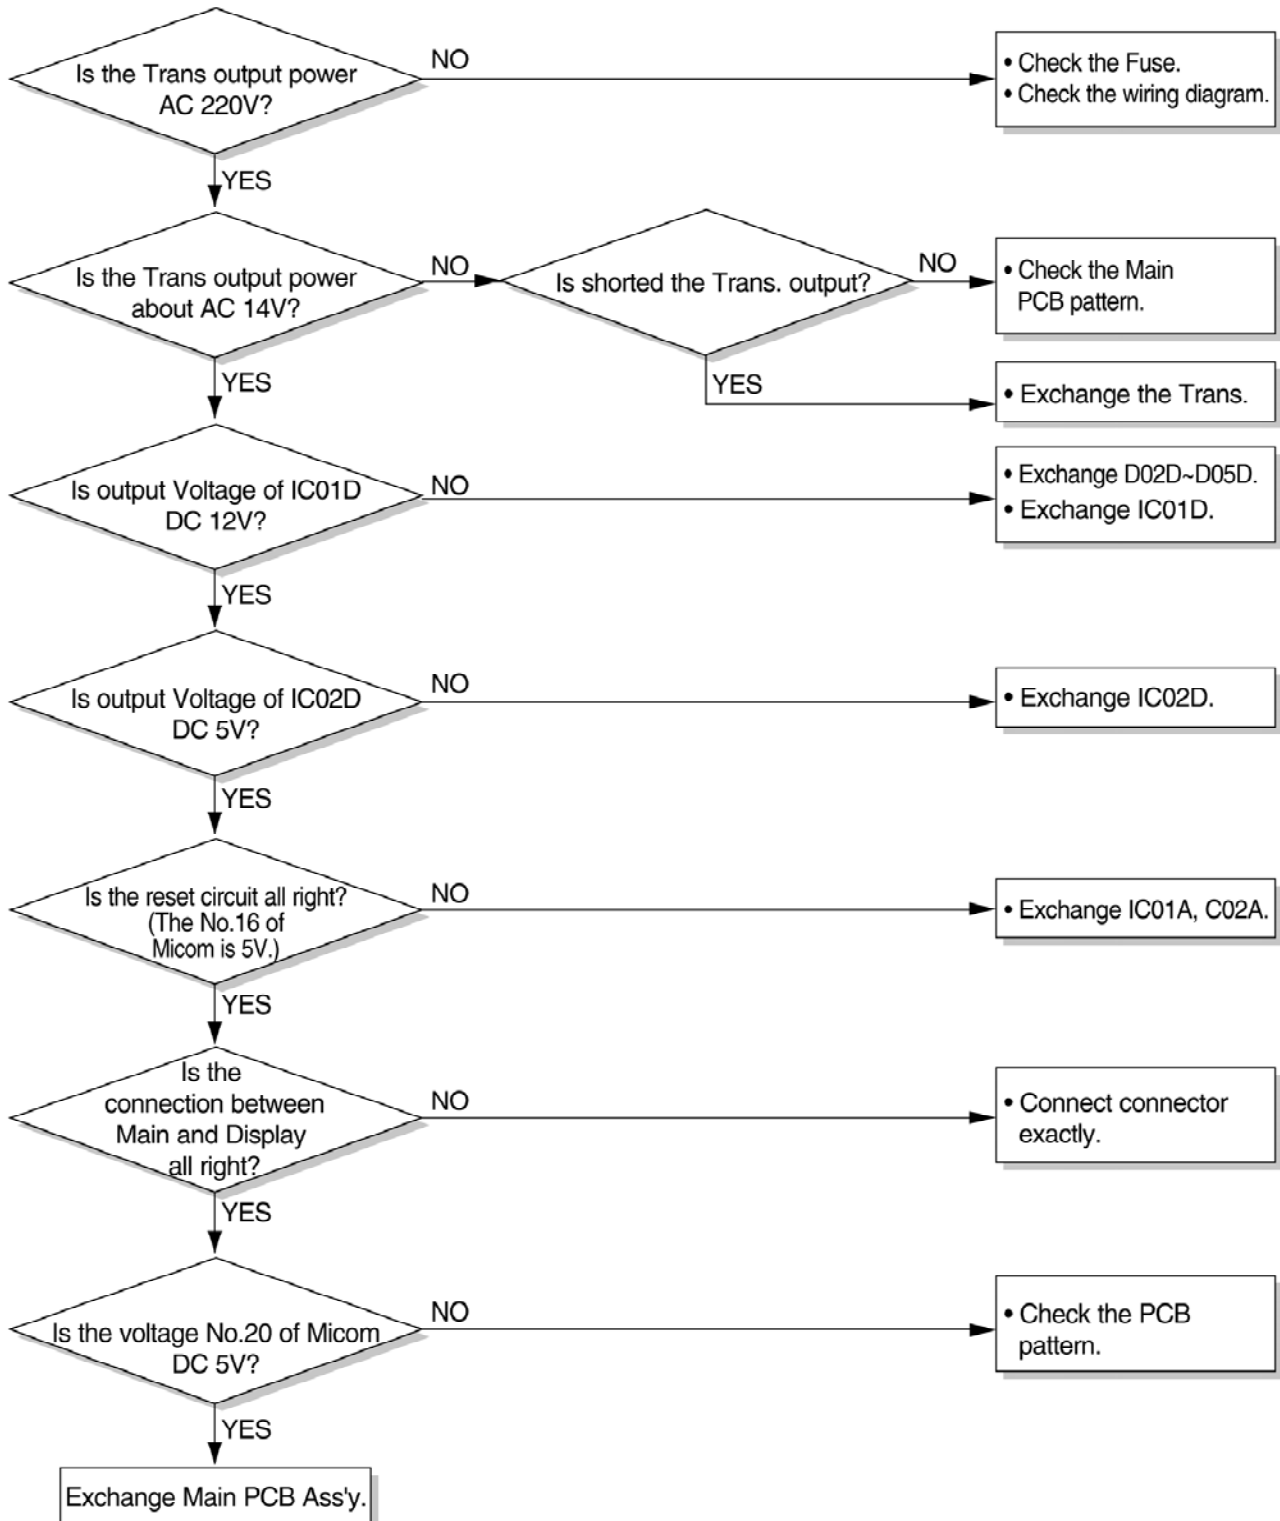 Is the Trans output power
AC 220V?
NO
• Check the Fuse.
• Check the wiring diagram.
YES
Is the Trans output power
about AC 14V?
NO
Is shorted the Trans. output?
NO
• Check the Main
PCB pattern.
YES
YES
• Exchange the Trans.
Is output Voltage of IC01D
DC 12V?
NO
• Exchange D02D~D05D.
• Exchange IC01D.
YES
Is output Voltage of IC02D
DC 5V?
NO
• Exchange IC02D.
YES
Is the reset circuit all right?
(The No.16 of
Micom is 5V.)
NO
• Exchange IC01A, C02A.
YES
Is the
connection between
Main and Display
all right?
NO
• Connect connector
exactly.
YES
Is the voltage No.20 of Micom
DC 5V?
NO
• Check the PCB
pattern.
YES
Exchange Main PCB Ass'y.